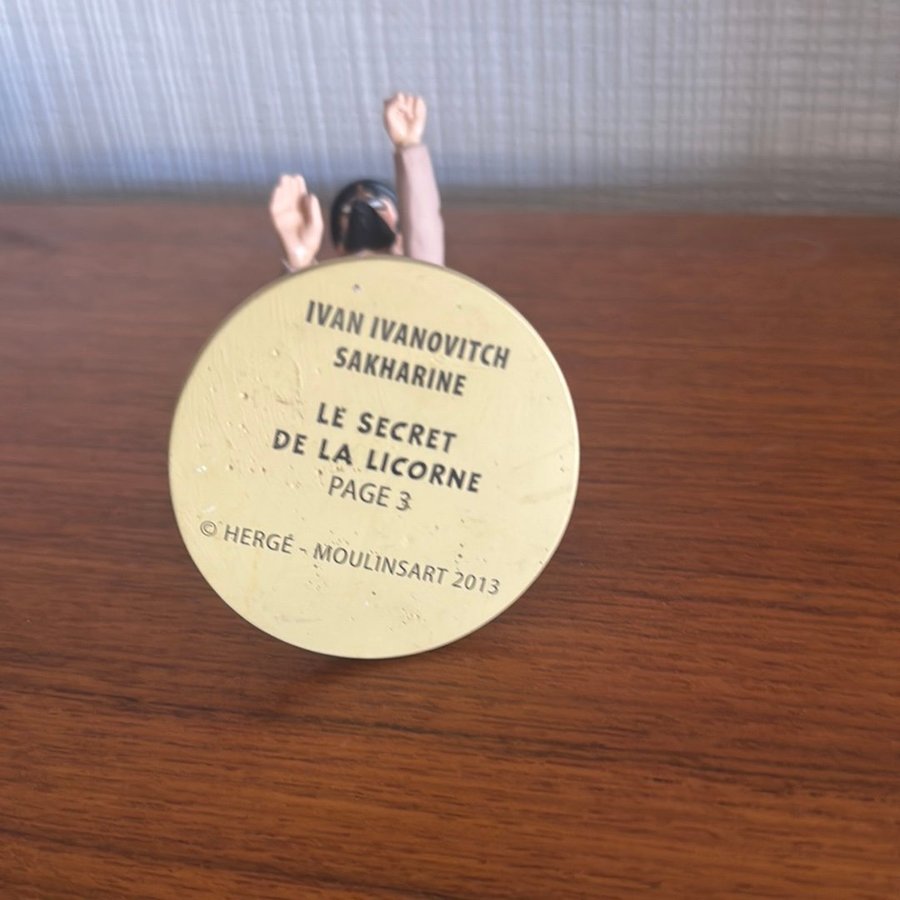 IVAN IVANOVITCH
SAKHARINE
LE SECRET
DE LA LICORNE
PAGE 3
© HERGÉ - MOULINSART 2013